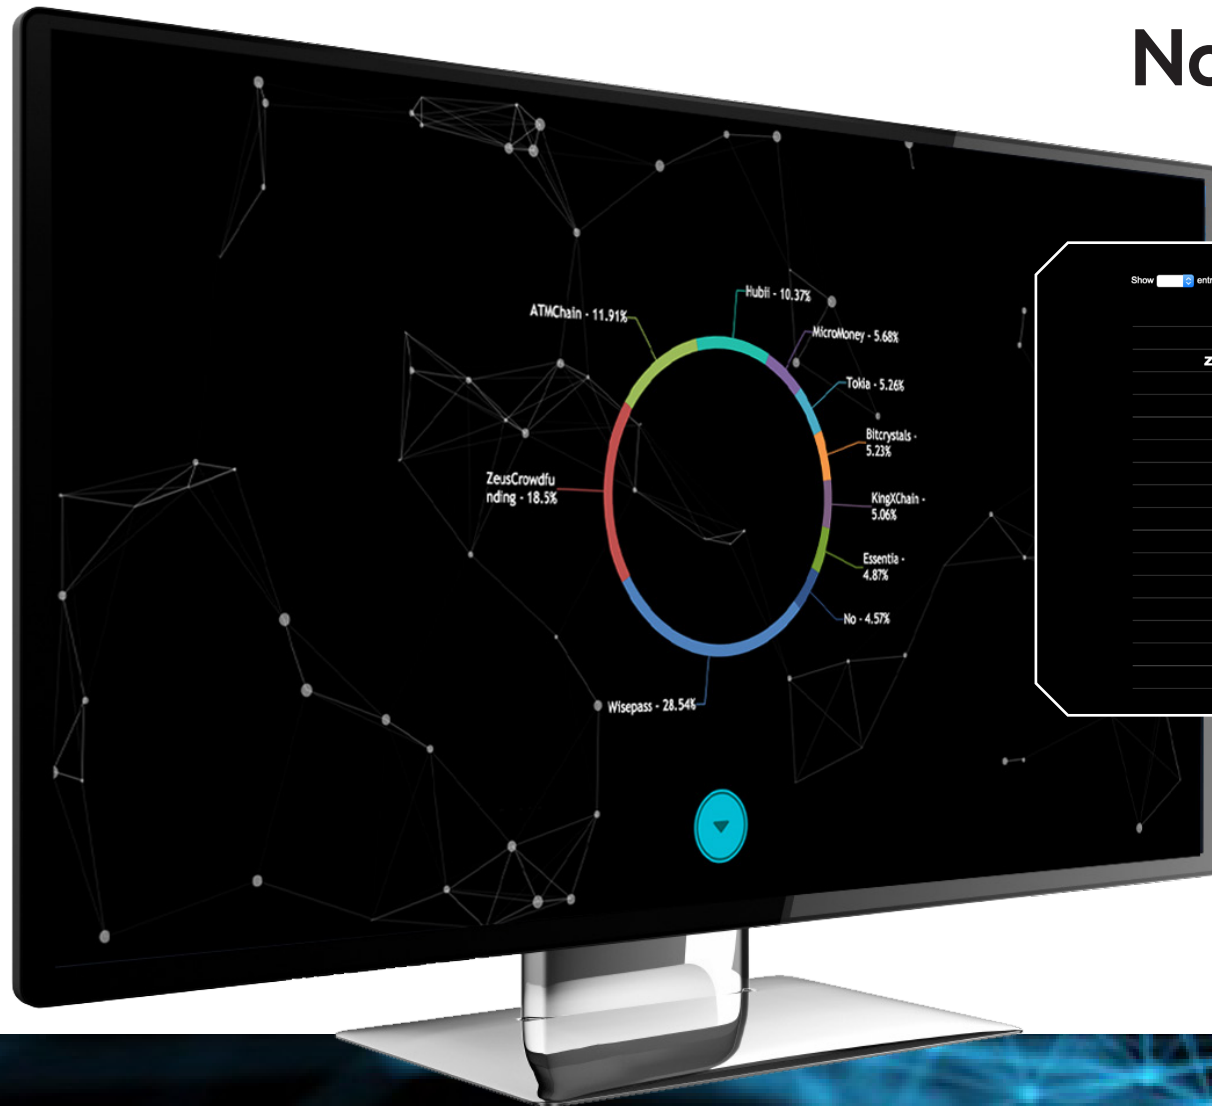 No
Show
entr
Hubii - 10.37%
ATMChain - 11.91%
MicroMoney - 5.68%
Z
Tokia - 5.26%
Bitcrystals -
5.23%
ZeusCrowdfu
nding - 18.5%
KingXChain -
5.06%
Essentia -
4.87%
No - 4.57%
Wisepass - 28.54%